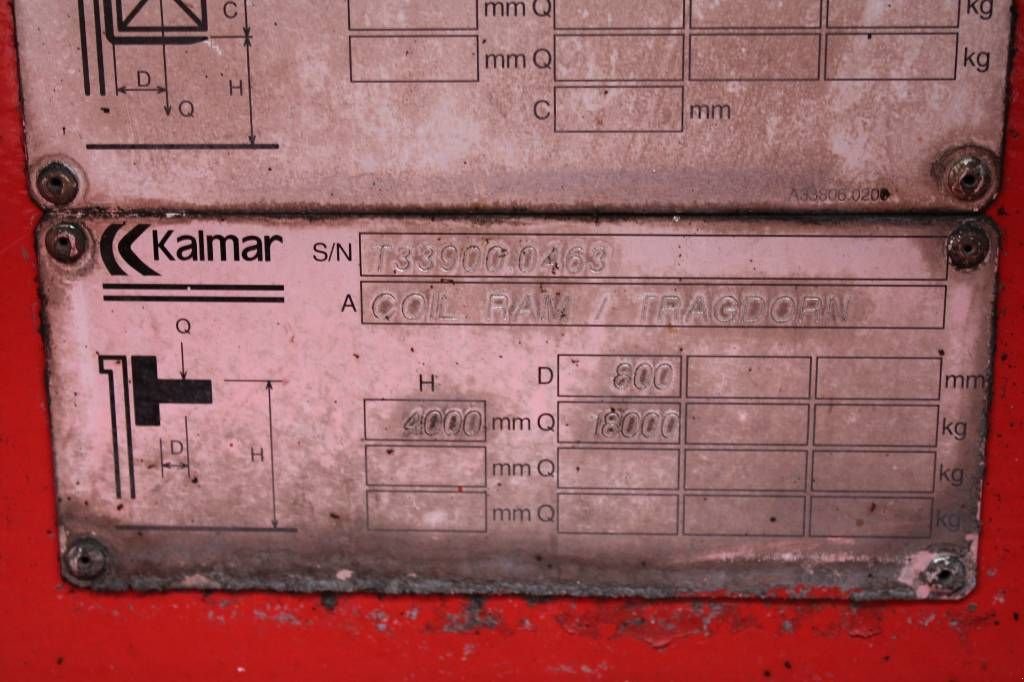 C mm Q kg
D H mm Q kg
Q C mm
A33806.0200
Kalmar S/N T33900.0463
A COIL RAM / TRAGDORN
Q
H D 800 mm
4000 mm Q 18000 kg
D H mm Q kg
mm Q kg